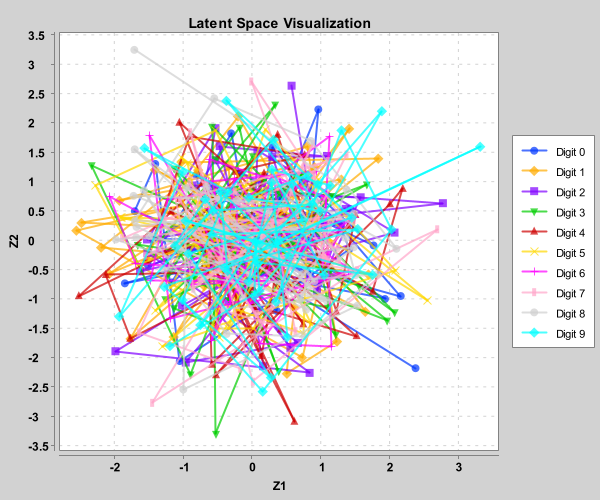 Latent Space Visualization
3.5
3
2.5
2
1.5
1
0.5
0
-0.5
-1
-1.5
-2
-2.5
-3
-3.5
Z2
-2 -1 0 1 2 3
Z1
Digit 0
Digit 1
Digit 2
Digit 3
Digit 4
Digit 5
Digit 6
Digit 7
Digit 8
Digit 9